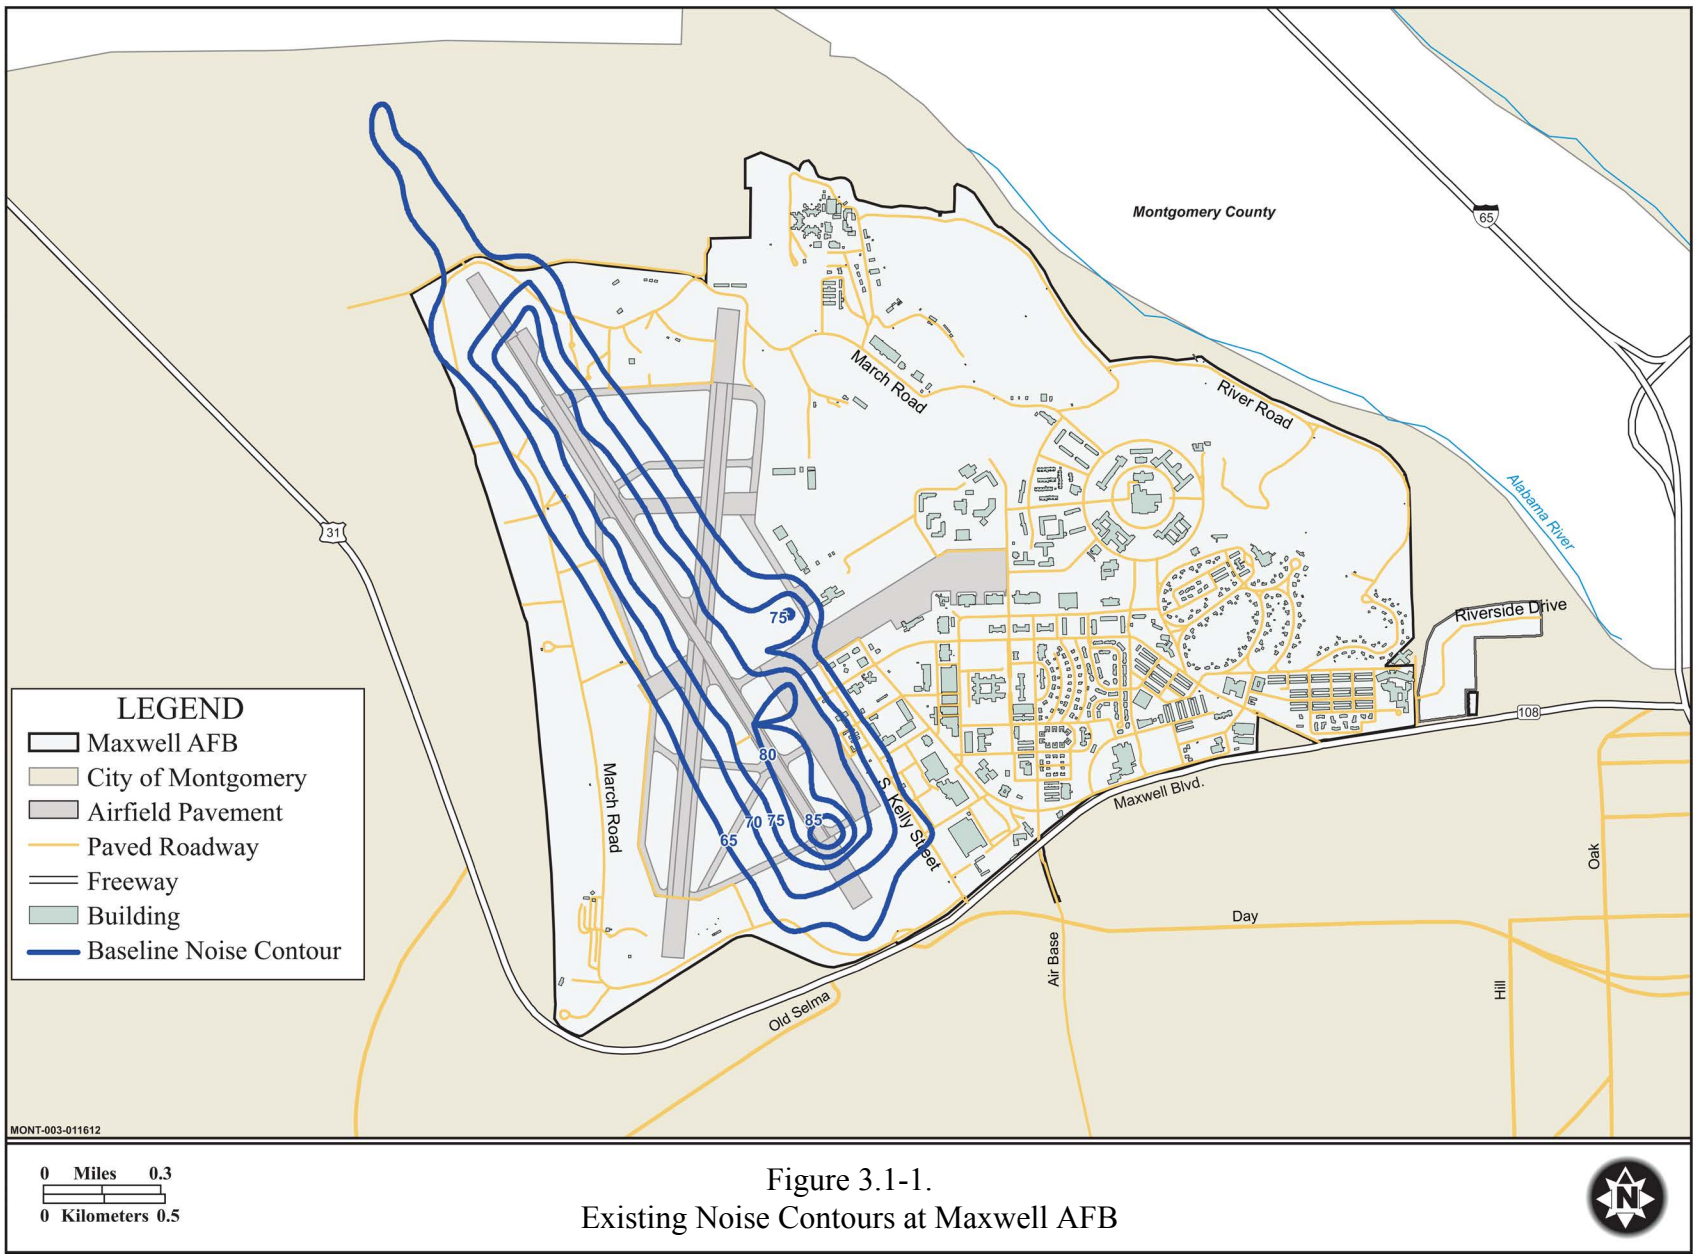 Montgomery County
65
March Road
River Road
Alabama River
31
75
Riverside Drive
108
LEGEND
Maxwell AFB
City of Montgomery
Airfield Pavement
Paved Roadway
Freeway
Building
Baseline Noise Contour
80
March Road
S. Kelly Street
Maxwell Blvd.
65
70
75
85
Oak
Day
Air Base
Hill
Old Selma
MONT-003-011612
0 Miles 0.3
0 Kilometers 0.5
Figure 3.1-1.
Existing Noise Contours at Maxwell AFB
N